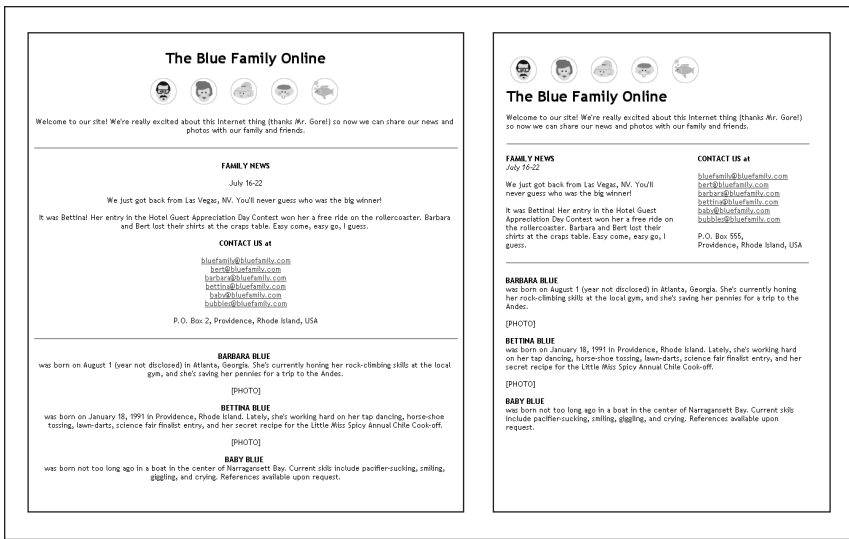 The Blue Family Online
Welcome to our site! We're really excited about this Internet thing (thanks Mr. Gore!) so now we can share our news and
photos with our family and friends.
FAMILY NEWS
July 16-22
We just got back from Las Vegas, NV. You'll never guess who was the big winner!
It was Bettina! Her entry in the Hotel Guest Appreciation Day Contest won her a free ride on the rollercoaster. Barbara
and Bert lost their shirts at the craps table. Easy come, easy go, I guess.
CONTACT US at
bluefamily@bluefamily.com
bert@bluefamily.com
barbara@bluefamily.com
bettina@bluefamily.com
baby@bluefamily.com
bubbles@bluefamily.com
P.O. Box 2, Providence, Rhode Island, USA
BARBARA BLUE
was born on August 1 (year not disclosed) in Atlanta, Georgia. She's currently honing her rock-climbing skills at the local
gym, and she's saving her pennies for a trip to the Andes.
[PHOTO]
BETTINA BLUE
was born on January 18, 1991 in Providence, Rhode Island. Lately, she's working hard on her tap dancing, horse-shoe
tossing, lawn-darts, science fair finalist entry, and her secret recipe for the Little Miss Spicy Annual Chile Cook-off.
[PHOTO]
BABY BLUE
was born not too long ago in a boat in the center of Narragansett Bay. Current skils include pacifier-sucking, smiling,
giggling, and crying. References available upon request.
The Blue Family Online
Welcome to our site! We're really excited about this Internet thing (thanks Mr. Gore!)
so now we can share our news and photos with our family and friends.
FAMILY NEWS
July 16-22
We just got back from Las Vegas, NV. You'll
never guess who was the big winner!
It was Bettina! Her entry in the Hotel Guest
Appreciation Day Contest won her a free ride on
the rollercoaster. Barbara and Bert lost their
shirts at the craps table. Easy come, easy go, I
guess.
CONTACT US at
bluefamily@bluefamily.com
bert@bluefamily.com
barbara@bluefamily.com
bettina@bluefamily.com
baby@bluefamily.com
bubbles@bluefamily.com
P.O. Box 555,
Providence, Rhode Island, USA
BARBARA BLUE
was born on August 1 (year not disclosed) in Atlanta, Georgia. She's currently honing
her rock-climbing skills at the local gym, and she's saving her pennies for a trip to the
Andes.
[PHOTO]
BETTINA BLUE
was born on January 18, 1991 in Providence, Rhode Island. Lately, she's working hard
on her tap dancing, horse-shoe tossing, lawn-darts, science fair finalist entry, and her
secret recipe for the Little Miss Spicy Annual Chile Cook-off.
[PHOTO]
BABY BLUE
was born not too long ago in a boat in the center of Narragansett Bay. Current skils
include pacifier-sucking, smiling, giggling, and crying. References available upon
request.